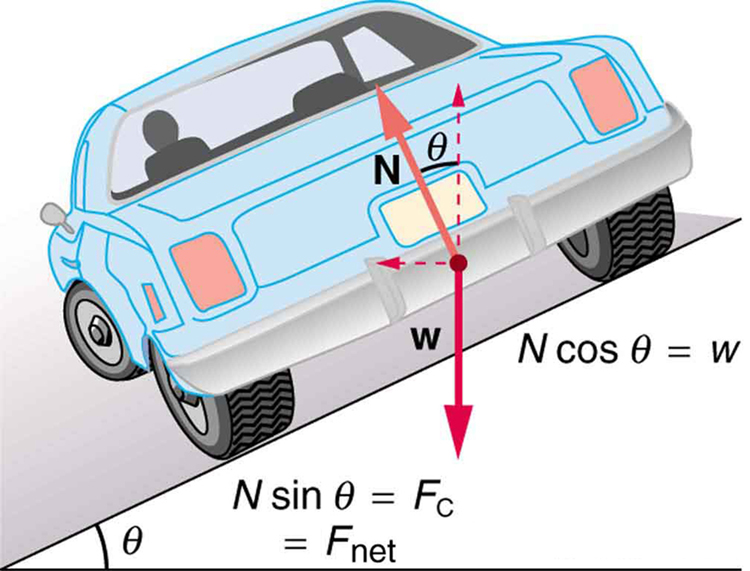 θ
N
w
N cos θ = w
N sin θ = Fc
= Fnet
θ